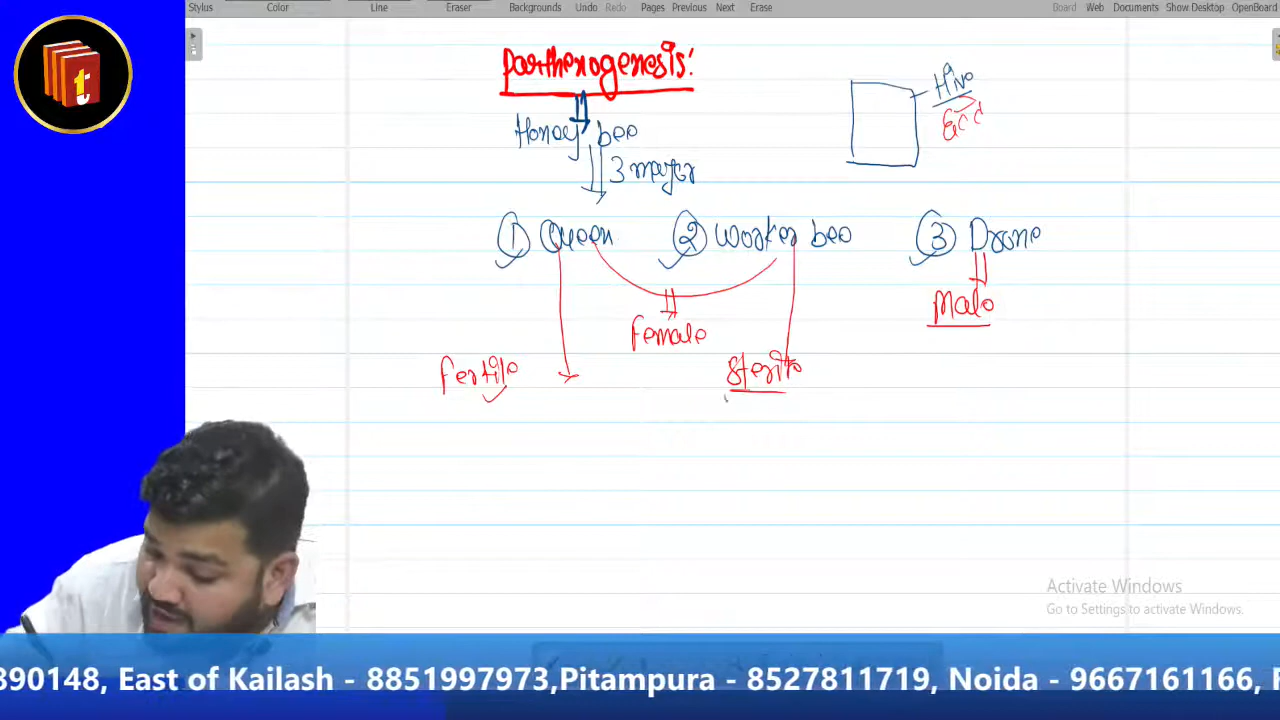 Styles Color Line Eraser Backgrounds Undo Redo Pages Previous Next Erase Board Web Documents Show Desktop OpenBoard
t
Parthenogenesis:
Hive
Honey bee
3 major
① Queen ② Worker bee ③ Drone
Male
Female
Fertile Sterile
Activate Windows
Go to Settings to activate Windows.
390148, East of Kailash - 8851997973,Pitampura - 8527811719, Noida - 9667161166,